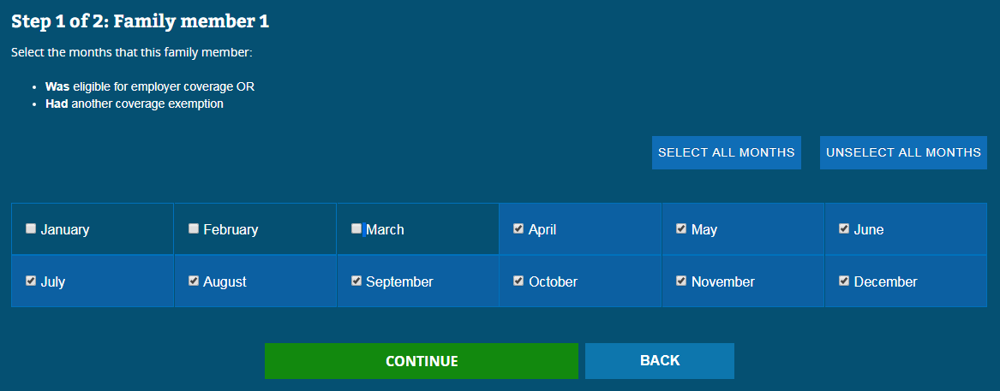 Step 1 of 2: Family member 1
Select the months that this family member:
• Was eligible for employer coverage OR
• Had another coverage exemption
SELECT ALL MONTHS UNSELECT ALL MONTHS
January February March April May June
July August September October November December
CONTINUE BACK